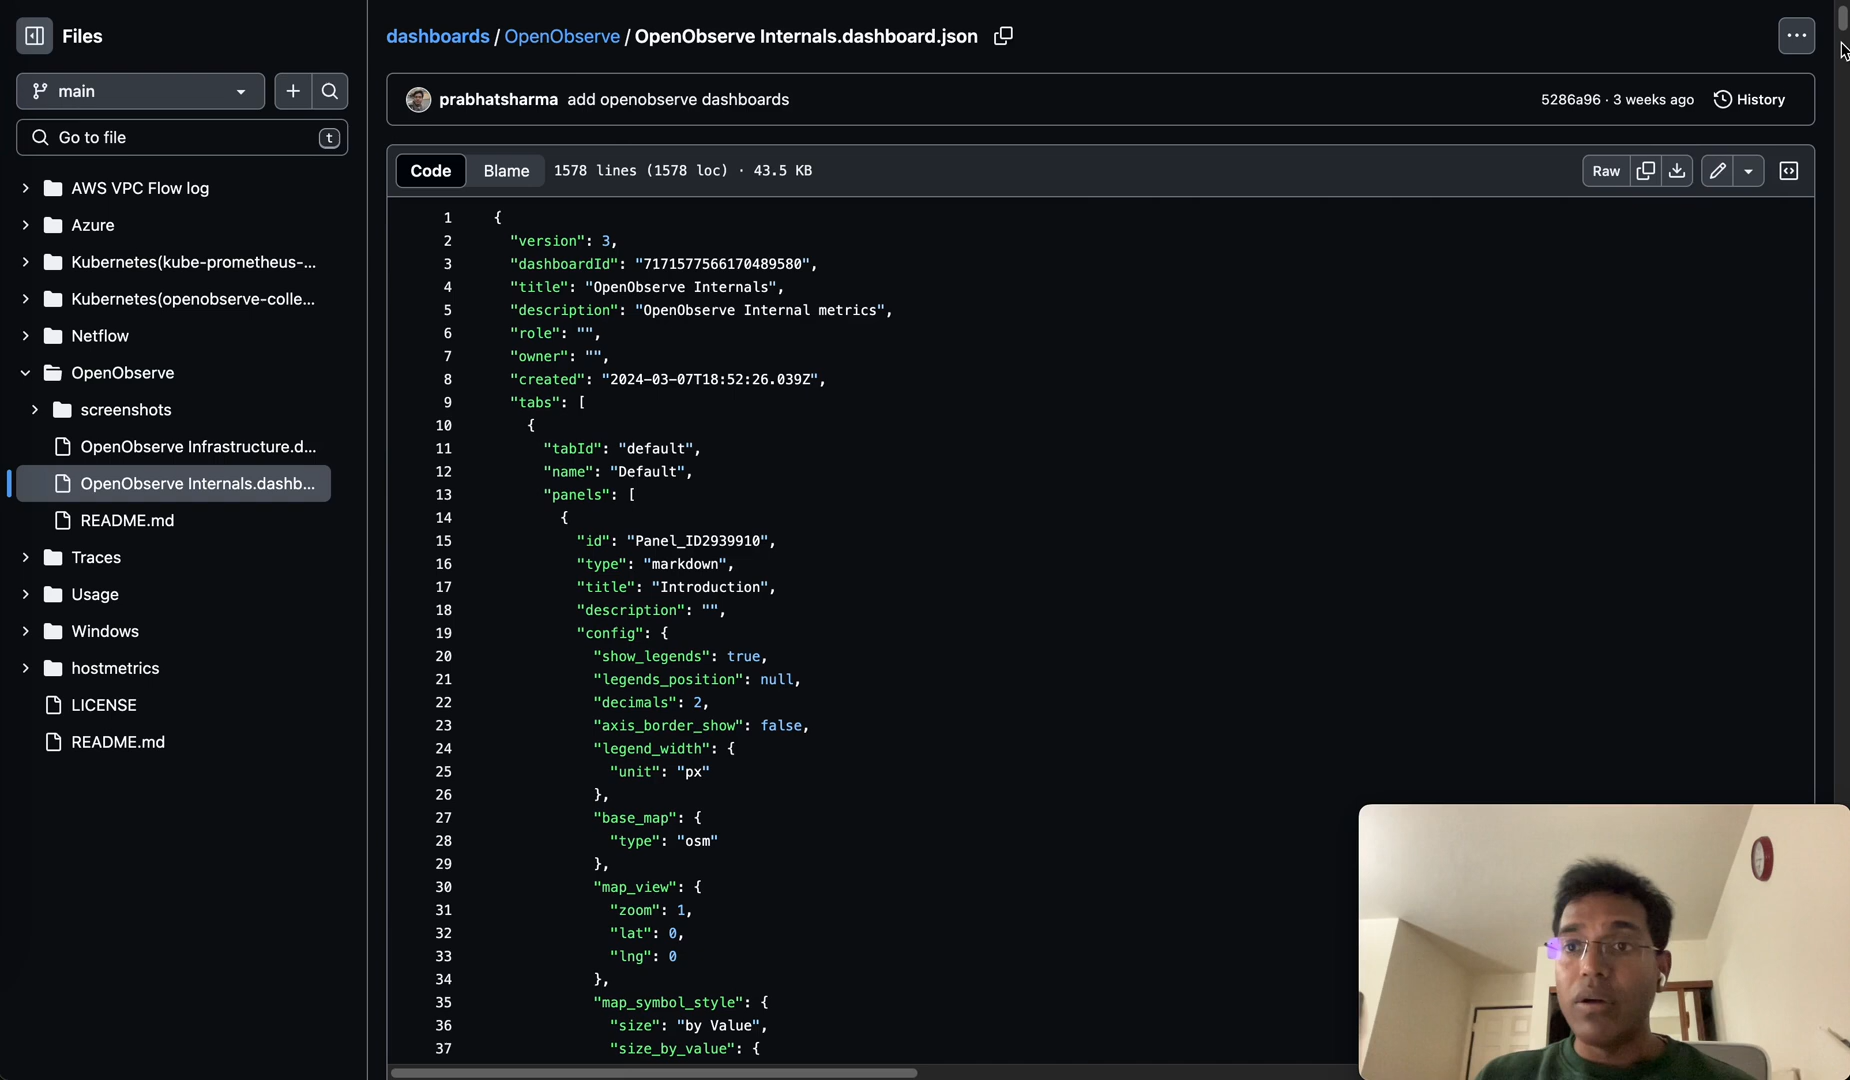 Files
main
Go to file
t
AWS VPC Flow log
Azure
Kubernetes(kube-prometheus-...
Kubernetes(openobserve-colle...
Netflow
OpenObserve
screenshots
OpenObserve Infrastructure.d...
OpenObserve Internals.dashb...
README.md
Traces
Usage
Windows
hostmetrics
LICENSE
README.md
dashboards / OpenObserve / OpenObserve Internals.dashboard.json
prabhatsharma add openobserve dashboards
5286a96 · 3 weeks ago History
Code Blame 1578 lines (1578 loc) · 43.5 KB Raw
1 {
2 "version": 3,
3 "dashboardId": "7171577566170489580",
4 "title": "OpenObserve Internals",
5 "description": "OpenObserve Internal metrics",
6 "role": "",
7 "owner": "",
8 "created": "2024-03-07T18:52:26.039Z",
9 "tabs": [
10 {
11 "tabId": "default",
12 "name": "Default",
13 "panels": [
14 {
15 "id": "Panel_ID2939910",
16 "type": "markdown",
17 "title": "Introduction",
18 "description": "",
19 "config": {
20 "show_legends": true,
21 "legends_position": null,
22 "decimals": 2,
23 "axis_border_show": false,
24 "legend_width": {
25 "unit": "px"
26 },
27 "base_map": {
28 "type": "osm"
29 },
30 "map_view": {
31 "zoom": 1,
32 "lat": 0,
33 "lng": 0
34 },
35 "map_symbol_style": {
36 "size": "by Value",
37 "size_by_value": {